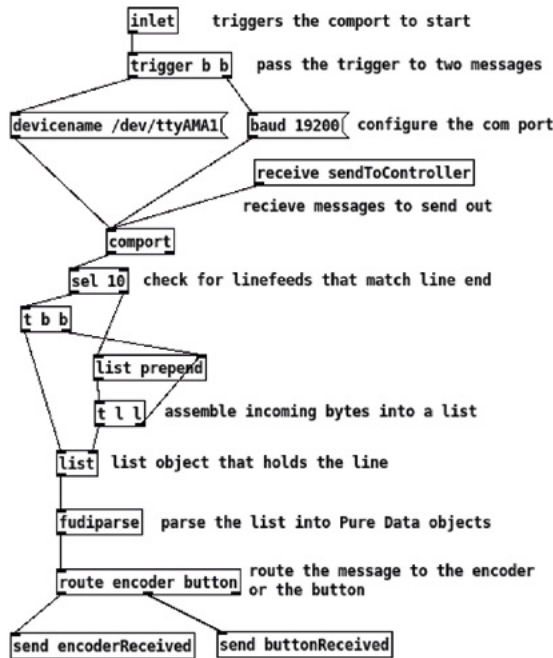 inlet triggers the comport to start
trigger b b pass the trigger to two messages
devicename /dev/ttyAMA1 baud 19200 configure the com port
receive sendToController
recieve messages to send out
comport
sel 10 check for linefeeds that match line end
t b b
list prepend
t l l assemble incoming bytes into a list
list list object that holds the line
fudiparse parse the list into Pure Data objects
route encoder button route the message to the encoder
or the button
send encoderReceived send buttonReceived